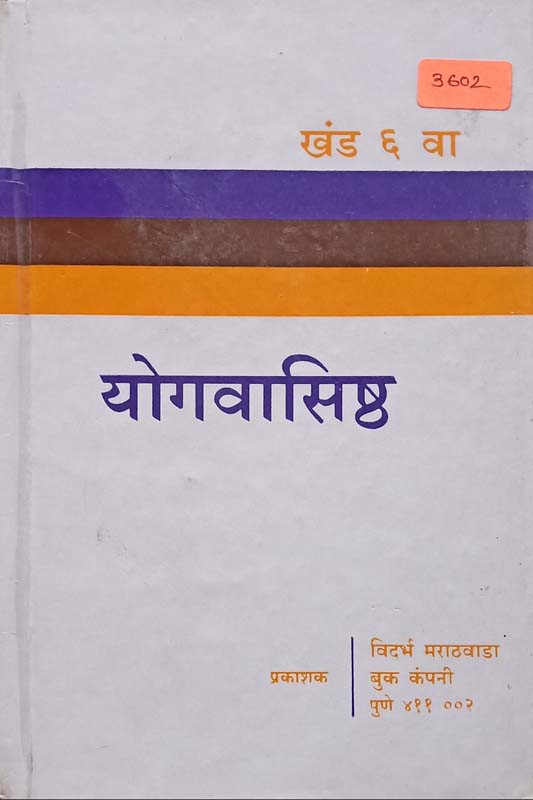 3602
खंड ६ वा
योगवासिष्ठ
प्रकाशक
विदर्भ मराठवाडा
बुक कंपनी
पुणे ४११ ००२